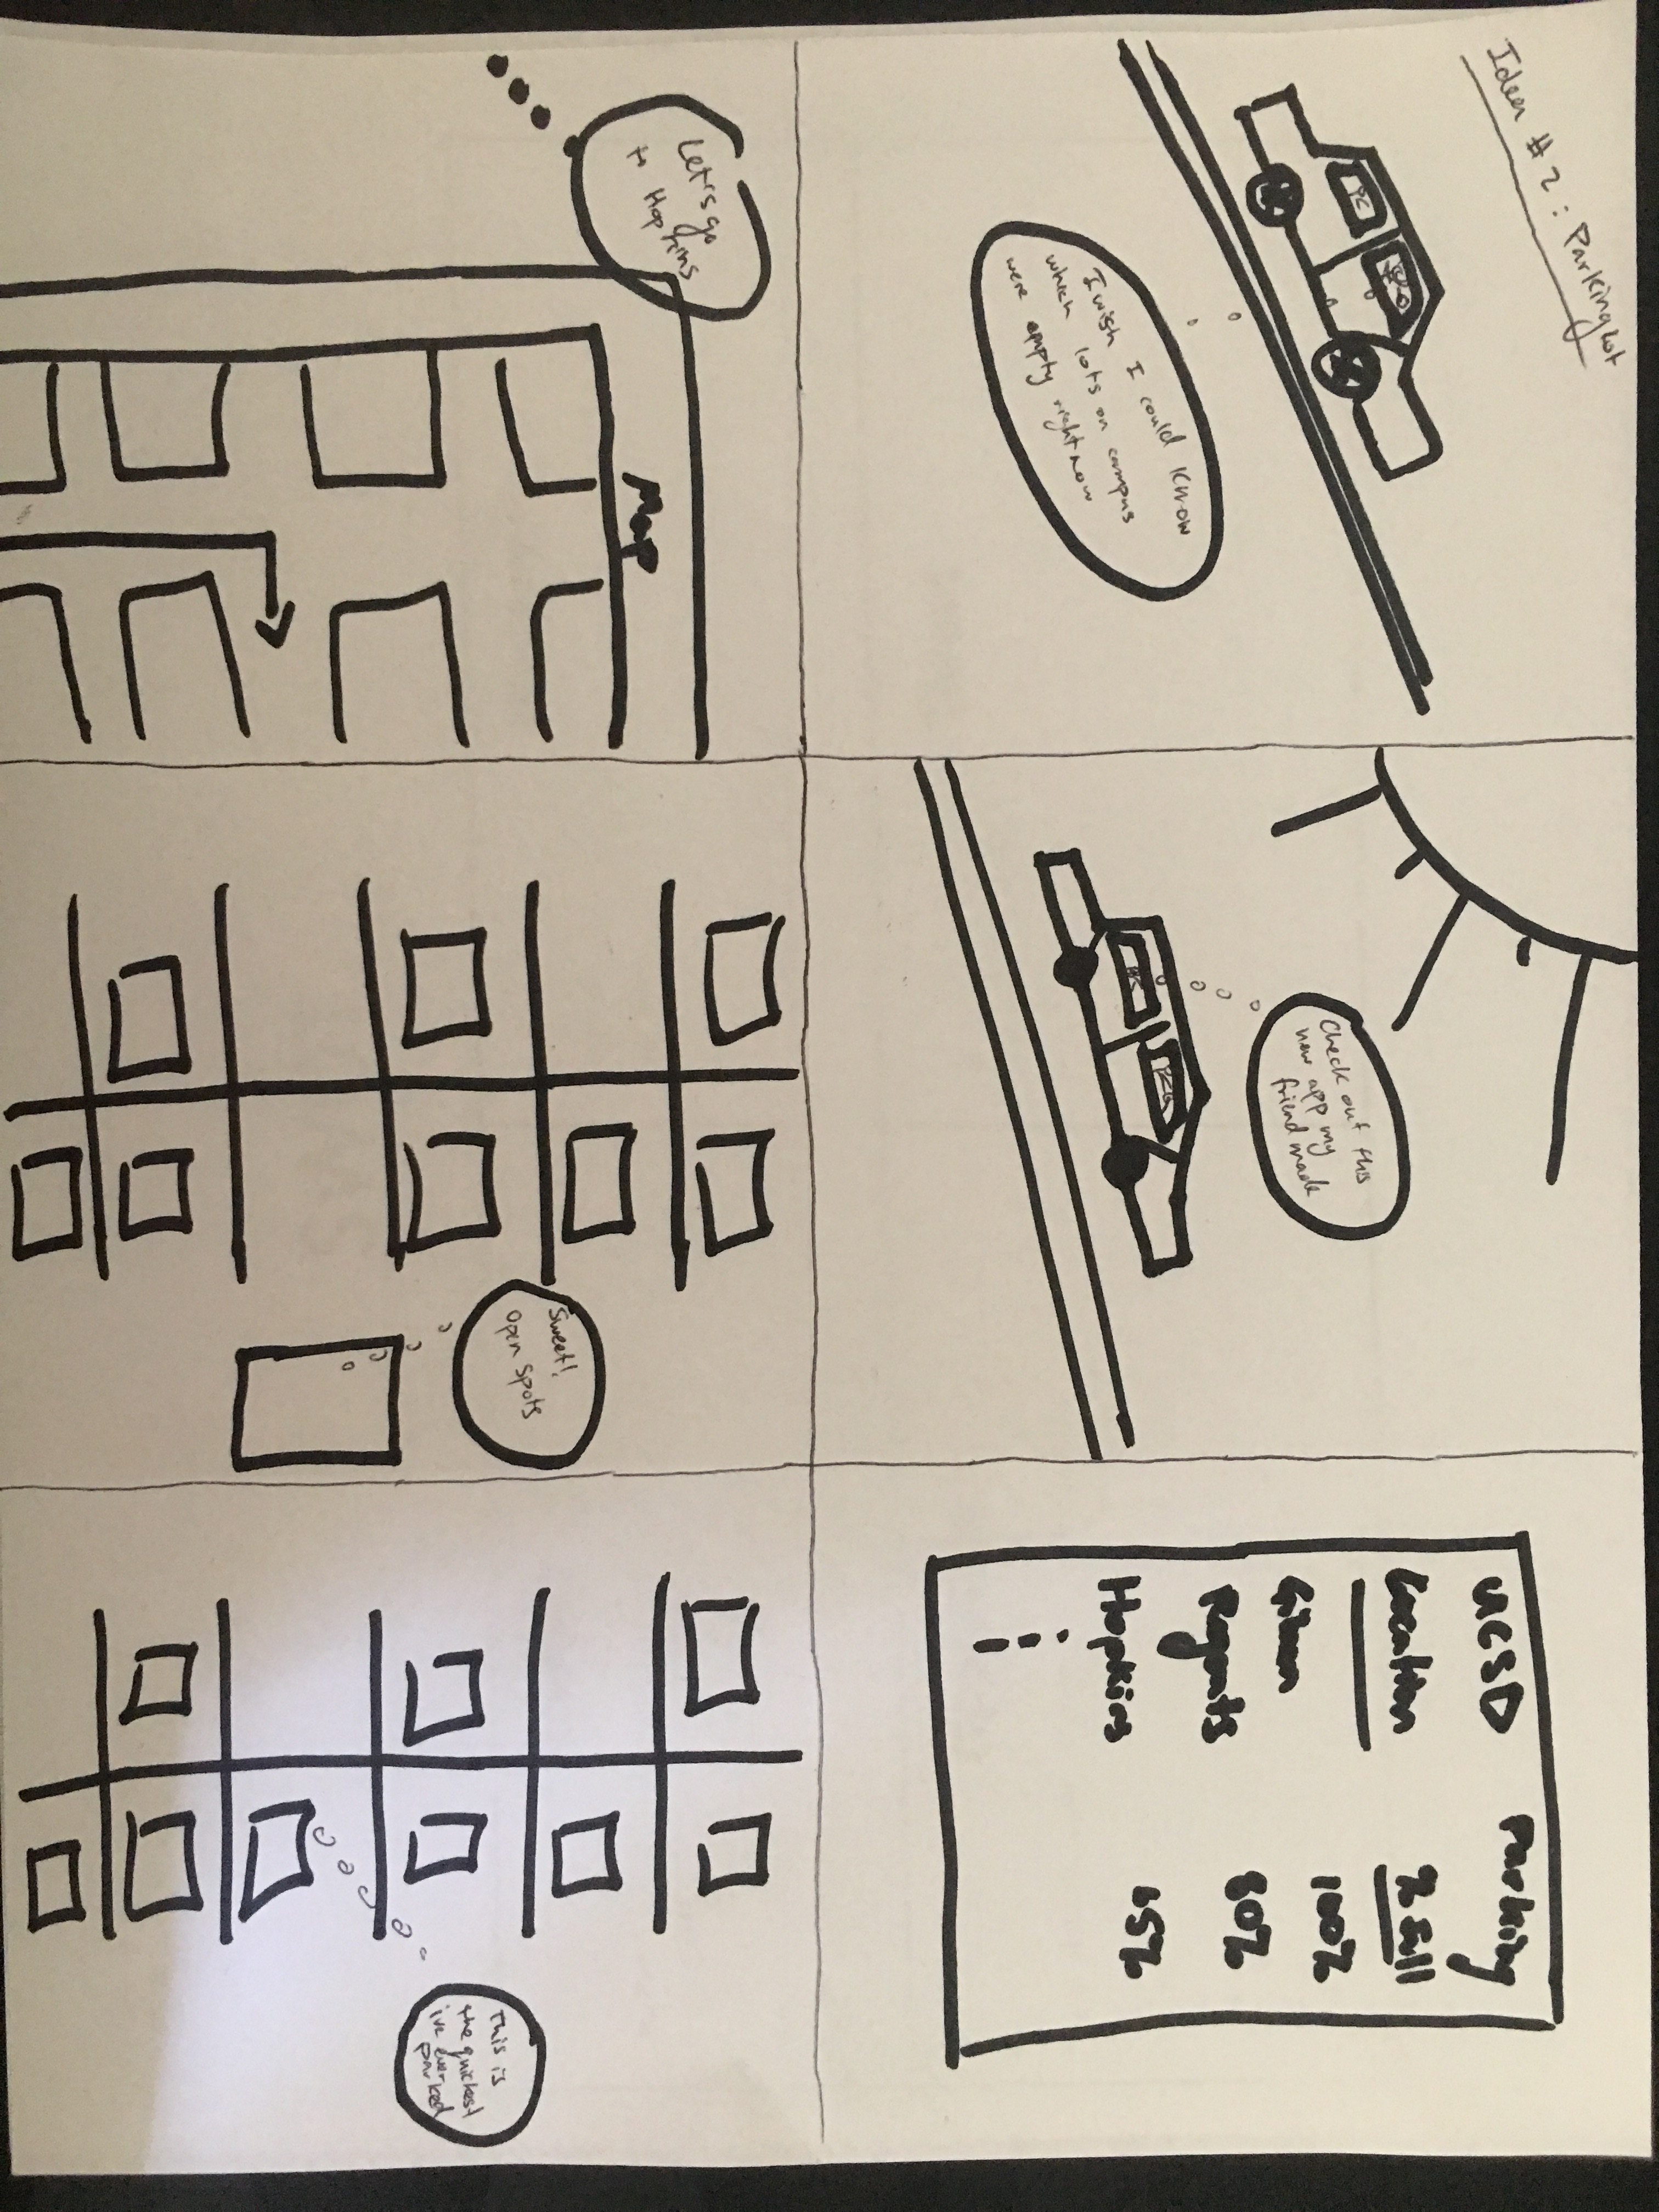 Idea #2: Parking Lot
I wish I could know
which lots on campus
were empty right now
Check out this
new app my
friend made
UCSD Parking
Location % full
Gilman 100%
Regents 80%
Hopkins 65%
Let's go
to Hopkins
Map
Sweet!
Open spots
This is
the quickest
ive ever
parked